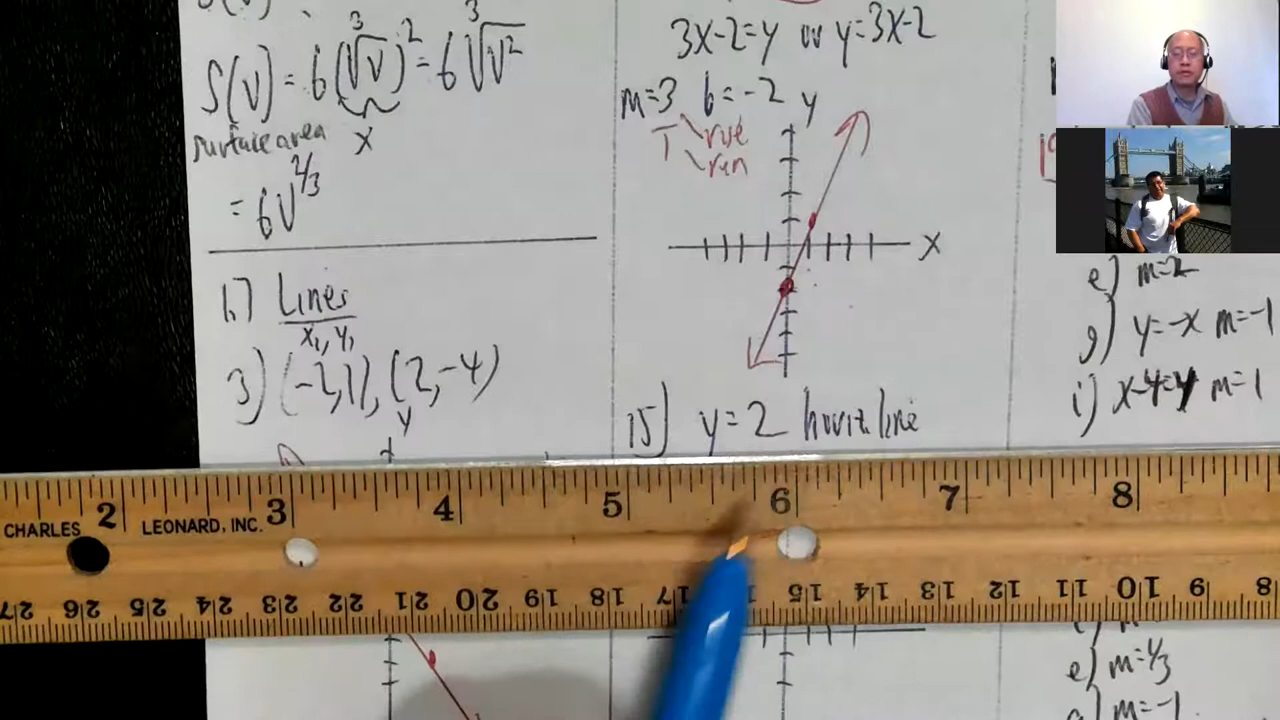 S(V) = 6(∛V)² = 6∛V²
surface area x
= 6V^2/3
1.7 Lines
x₁, y₁
3) (-2,1), (2,-4)
y
3x-2=y or y=3x-2
m=3 b=-2 y
rise
run
x
15) y=2 horiz. line
e) m=2
g) y=-x m=-1
i) x-4=y m=1
2 3 4 5 6 7 8
CHARLES LEONARD, INC.
27 26 25 24 23 22 21 20 19 18 17 15 14 13 12 11 10 9 8
e) m=1/3
m=-1